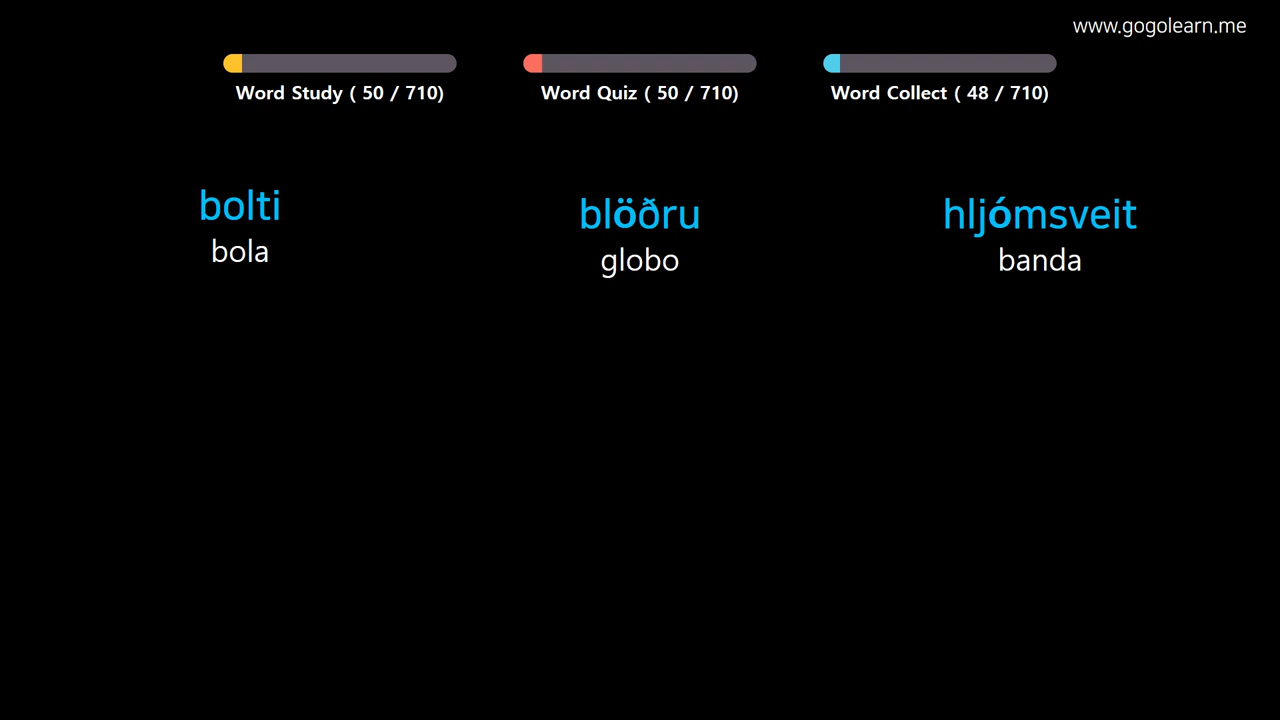 www.gogolearn.me
Word Study ( 50 / 710)
Word Quiz ( 50 / 710)
Word Collect ( 48 / 710)
bolti
bola
blöðru
globo
hljómsveit
banda